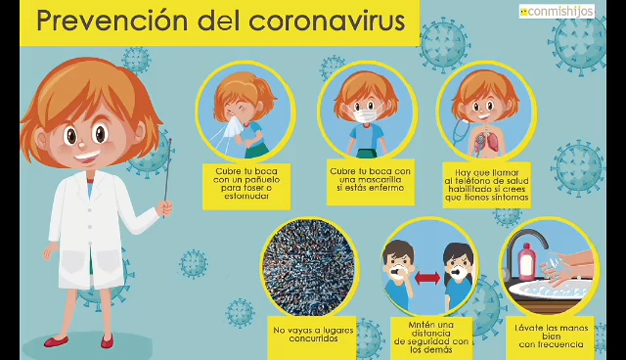 Prevención del coronavirus
conmishijos
Cubre tu boca
con un pañuelo
para toser o
estornudar
Cubre tu boca con
una mascarilla
si estás enfermo
Hay que llamar
al teléfono de salud
habilitado si crees
que tienes síntomas
No vayas a lugares
concurridos
Mntén una
distancia
de seguridad con
los demás
Lávate las manos
bien
con frecuencia